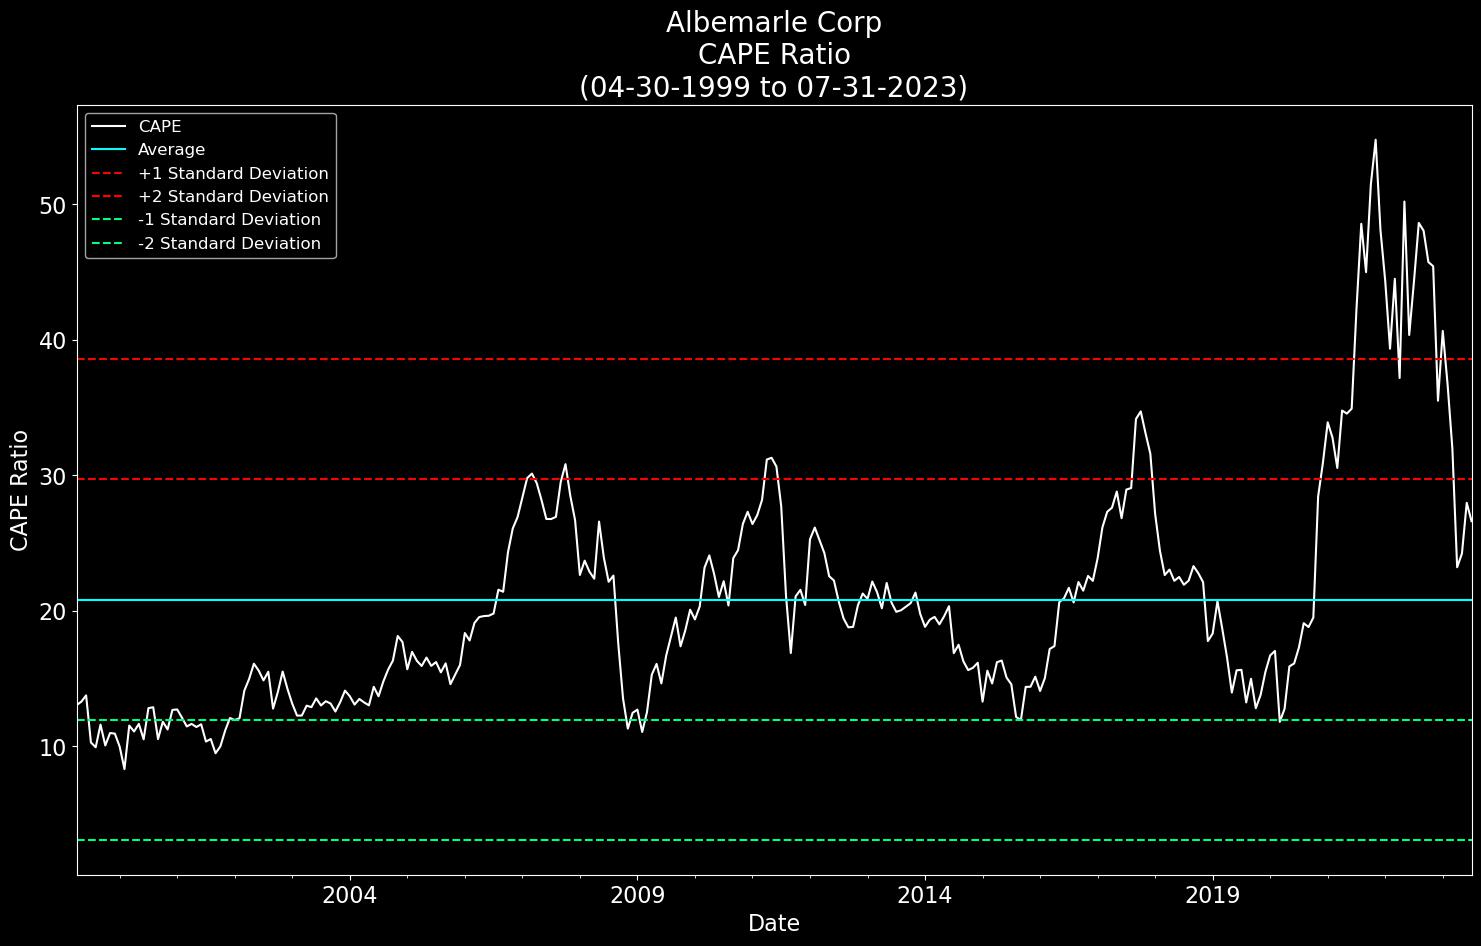 Albemarle Corp
CAPE Ratio
(04-30-1999 to 07-31-2023)
CAPE
Average
+1 Standard Deviation
+2 Standard Deviation
-1 Standard Deviation
-2 Standard Deviation
50
40
30
20
10
CAPE Ratio
2004
2009
2014
2019
Date